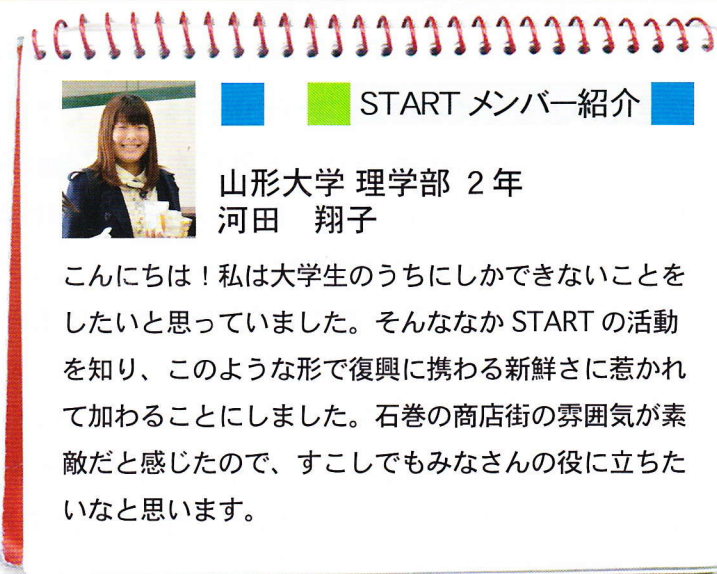 START メンバー紹介
山形大学 理学部 2年
河田 翔子
こんにちは！私は大学生のうちにしかできないことを
したいと思っていました。そんななか START の活動
を知り、このような形で復興に携わる新鮮さに惹かれ
て加わることにしました。石巻の商店街の雰囲気が素
敵だと感じたので、すこしでもみなさんの役に立ちた
いなと思います。